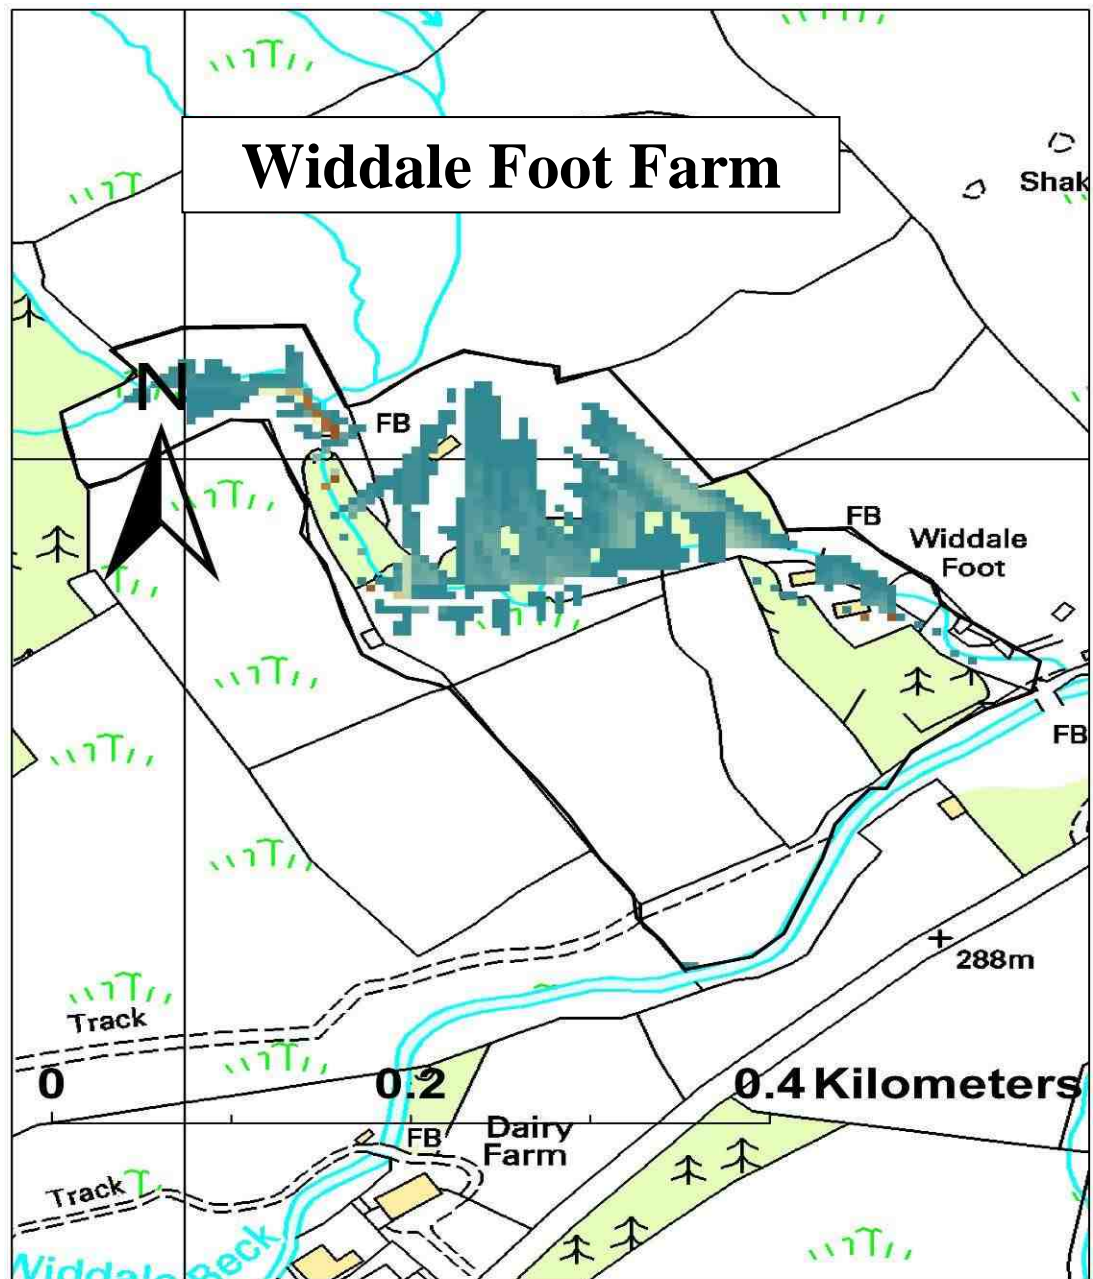 Widdale Foot Farm
Shak
N
FB
FB
Widdale
Foot
FB
288m
Track
0 0.2 0.4 Kilometers
FB
Dairy
Farm
Track
Widdale Beck